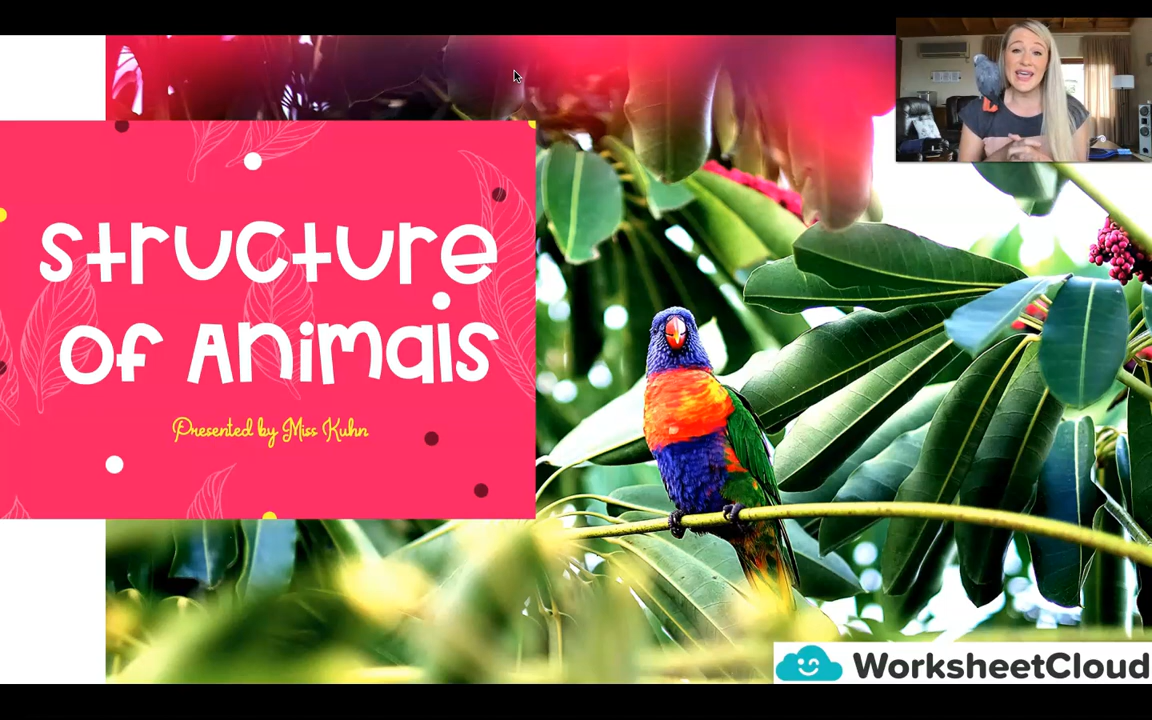 Structure
of Animals
Presented by Miss Kuhn
WorksheetCloud